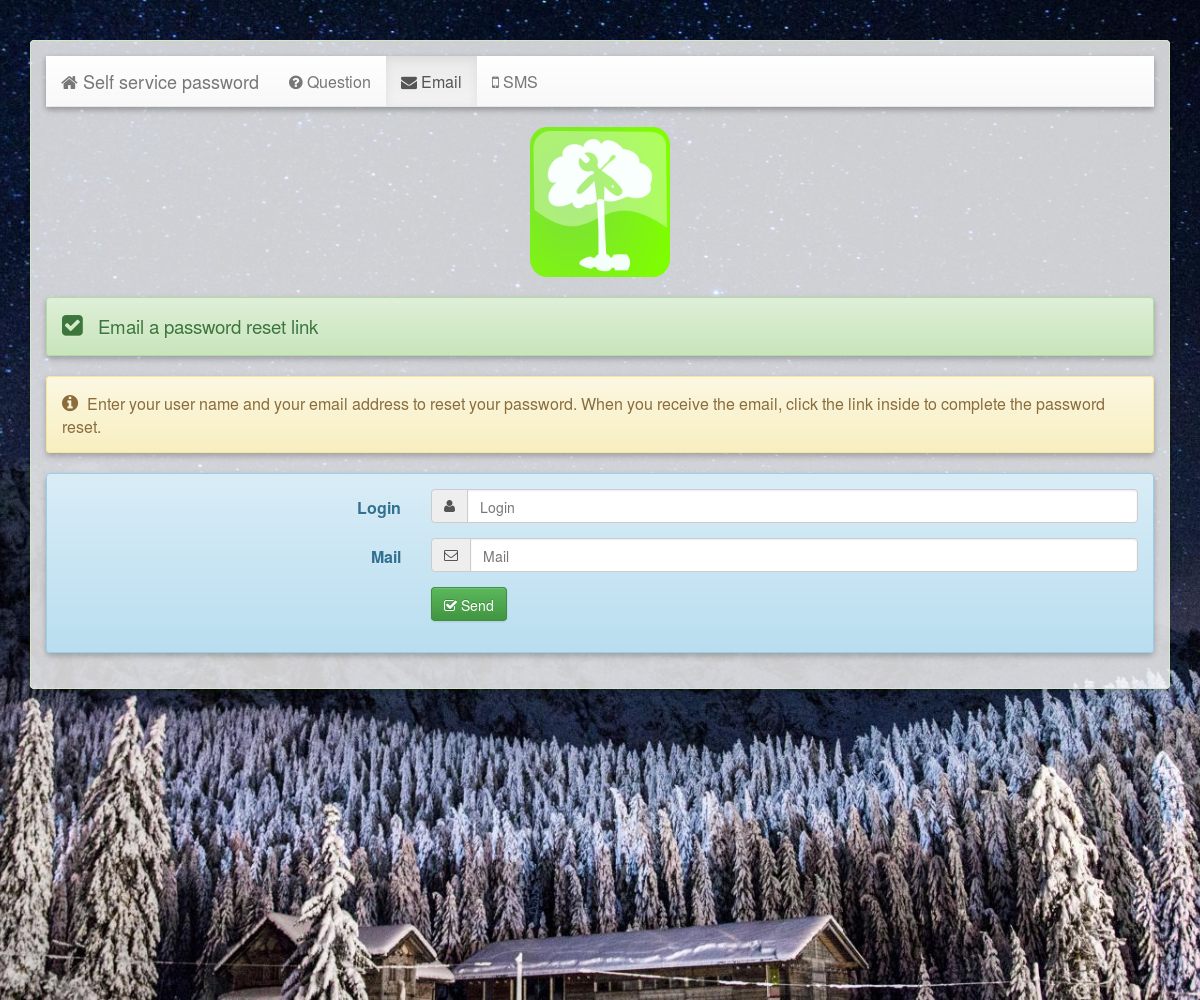 Self service password Question Email SMS
Email a password reset link
Enter your user name and your email address to reset your password. When you receive the email, click the link inside to complete the password
reset.
Login Login
Mail Mail
Send